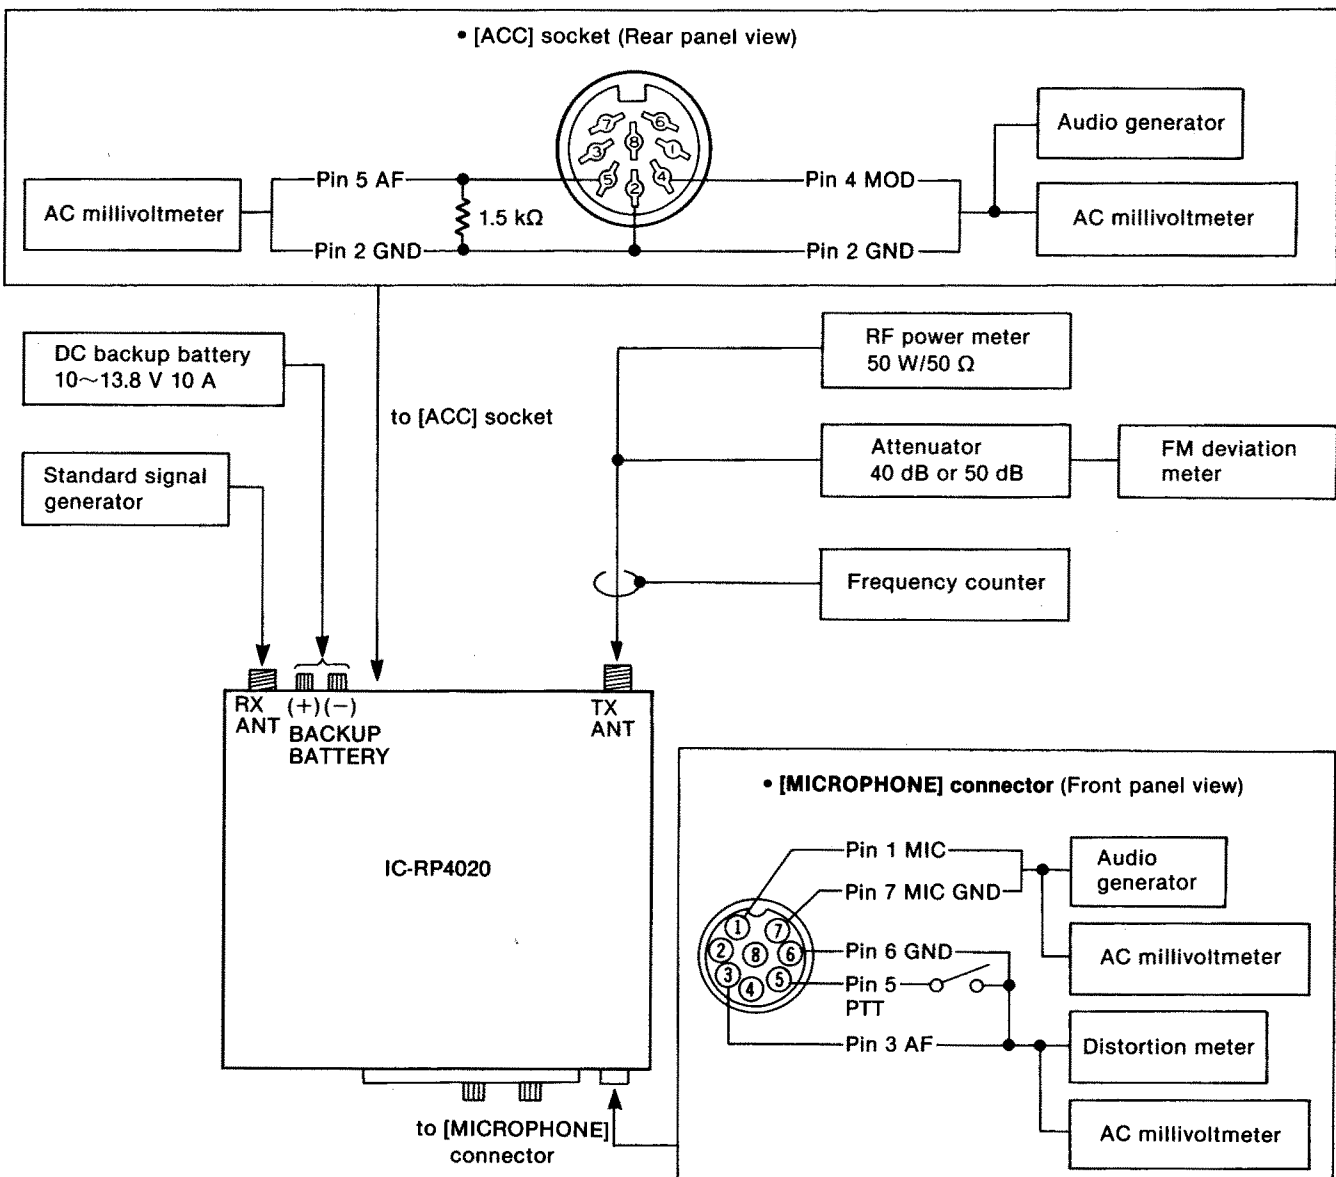 • [ACC] socket (Rear panel view)
7
6
8
3
1
5
4
2
Audio generator
Pin 5 AF
Pin 4 MOD
AC millivoltmeter
1.5 kΩ
AC millivoltmeter
Pin 2 GND
Pin 2 GND
DC backup battery
10~13.8 V 10 A
RF power meter
50 W/50 Ω
to [ACC] socket
Standard signal
generator
Attenuator
40 dB or 50 dB
FM deviation
meter
Frequency counter
RX
ANT
(+) (−)
BACKUP
BATTERY
TX
ANT
IC-RP4020
• [MICROPHONE] connector (Front panel view)
Pin 1 MIC
Audio
generator
Pin 7 MIC GND
1
7
2
8
6
3
4
5
Pin 6 GND
AC millivoltmeter
Pin 5
PTT
Pin 3 AF
Distortion meter
AC millivoltmeter
to [MICROPHONE]
connector